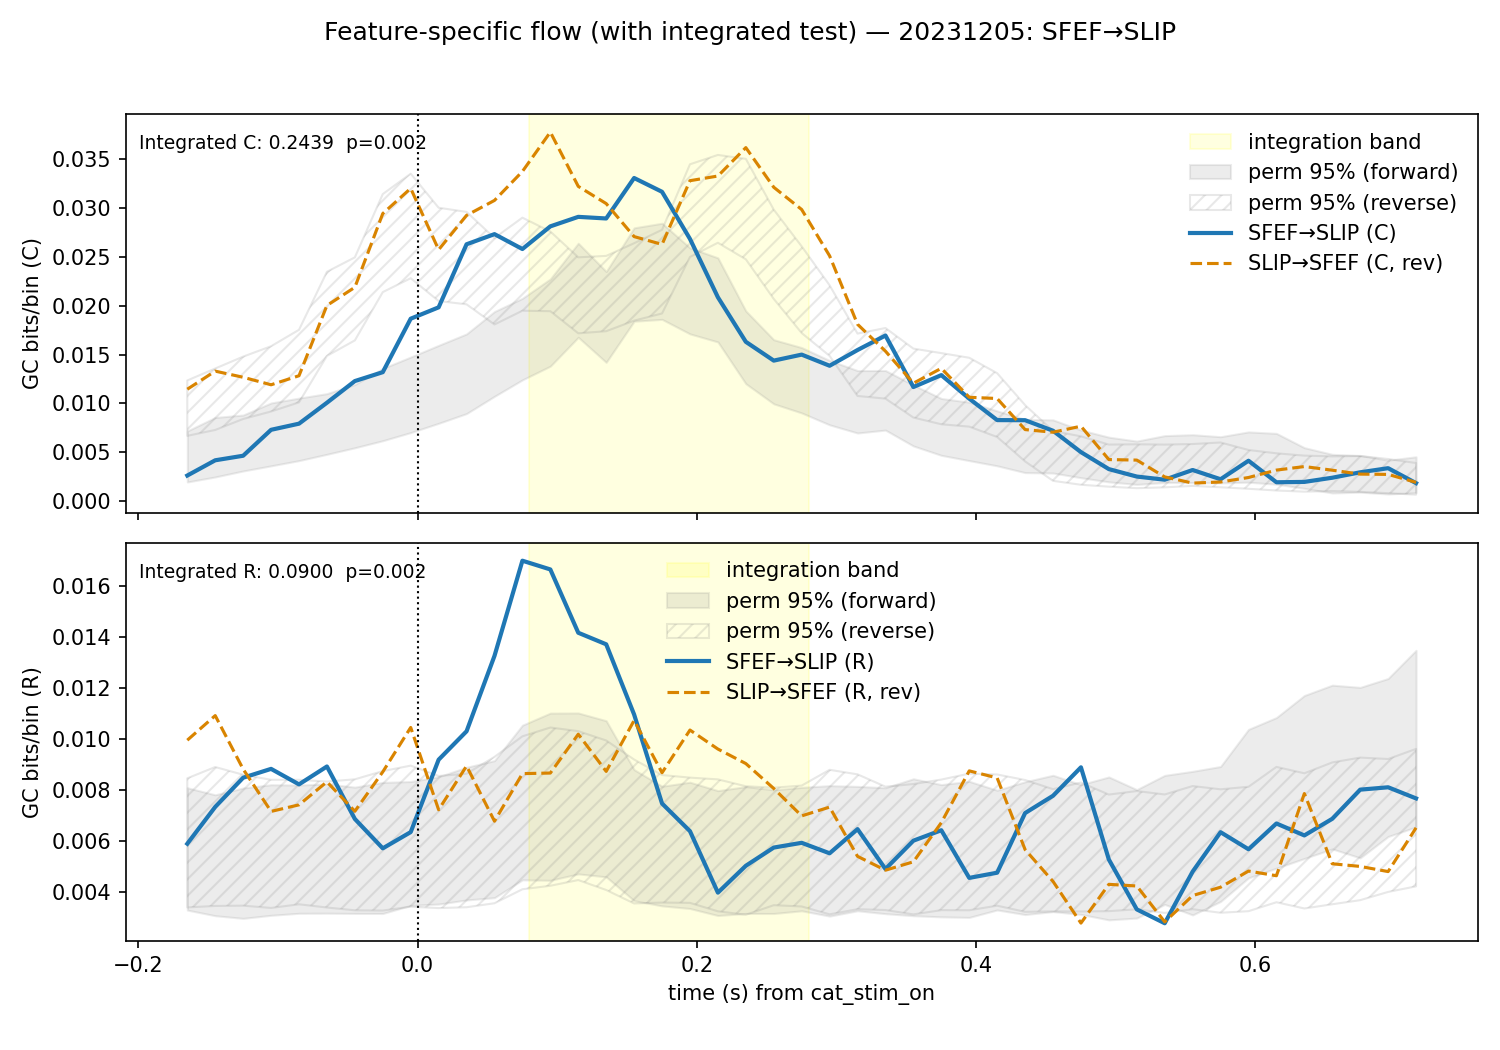 Feature-specific flow (with integrated test) — 20231205: SFEF→SLIP
Integrated C: 0.2439  p=0.002
integration band
perm 95% (forward)
perm 95% (reverse)
SFEF→SLIP (C)
SLIP→SFEF (C, rev)
GC bits/bin (C)
0.035
0.030
0.025
0.020
0.015
0.010
0.005
0.000
Integrated R: 0.0900  p=0.002
integration band
perm 95% (forward)
perm 95% (reverse)
SFEF→SLIP (R)
SLIP→SFEF (R, rev)
GC bits/bin (R)
0.016
0.014
0.012
0.010
0.008
0.006
0.004
−0.2 0.0 0.2 0.4 0.6
time (s) from cat_stim_on